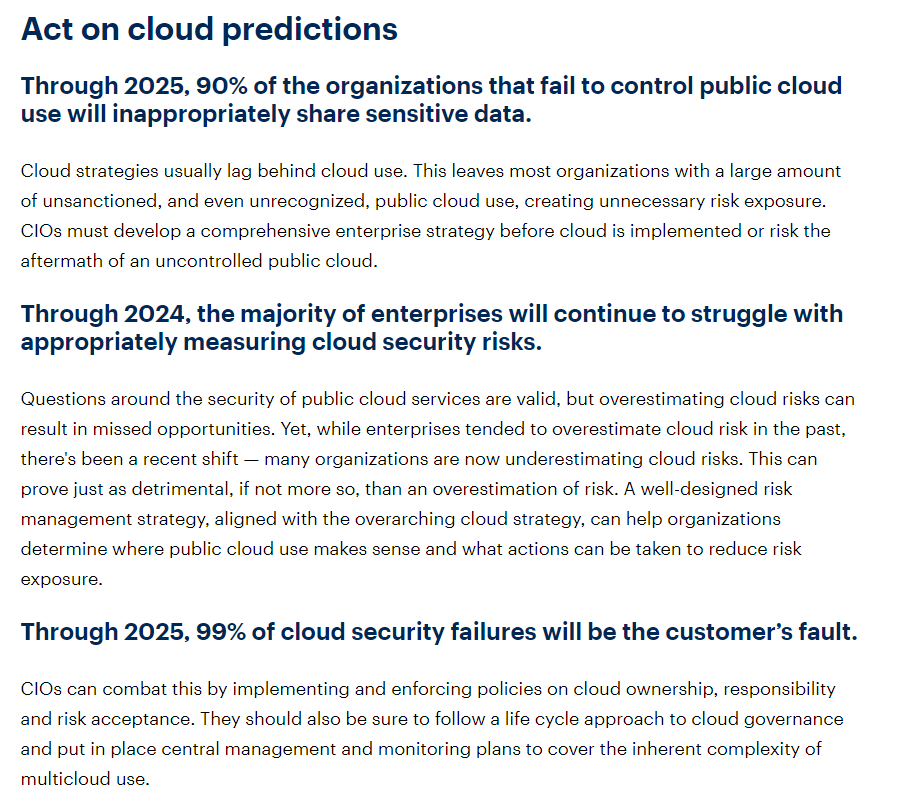 Act on cloud predictions
Through 2025, 90% of the organizations that fail to control public cloud
use will inappropriately share sensitive data.
Cloud strategies usually lag behind cloud use. This leaves most organizations with a large amount
of unsanctioned, and even unrecognized, public cloud use, creating unnecessary risk exposure.
CIOs must develop a comprehensive enterprise strategy before cloud is implemented or risk the
aftermath of an uncontrolled public cloud.
Through 2024, the majority of enterprises will continue to struggle with
appropriately measuring cloud security risks.
Questions around the security of public cloud services are valid, but overestimating cloud risks can
result in missed opportunities. Yet, while enterprises tended to overestimate cloud risk in the past,
there's been a recent shift — many organizations are now underestimating cloud risks. This can
prove just as detrimental, if not more so, than an overestimation of risk. A well-designed risk
management strategy, aligned with the overarching cloud strategy, can help organizations
determine where public cloud use makes sense and what actions can be taken to reduce risk
exposure.
Through 2025, 99% of cloud security failures will be the customer’s fault.
CIOs can combat this by implementing and enforcing policies on cloud ownership, responsibility
and risk acceptance. They should also be sure to follow a life cycle approach to cloud governance
and put in place central management and monitoring plans to cover the inherent complexity of
multicloud use.